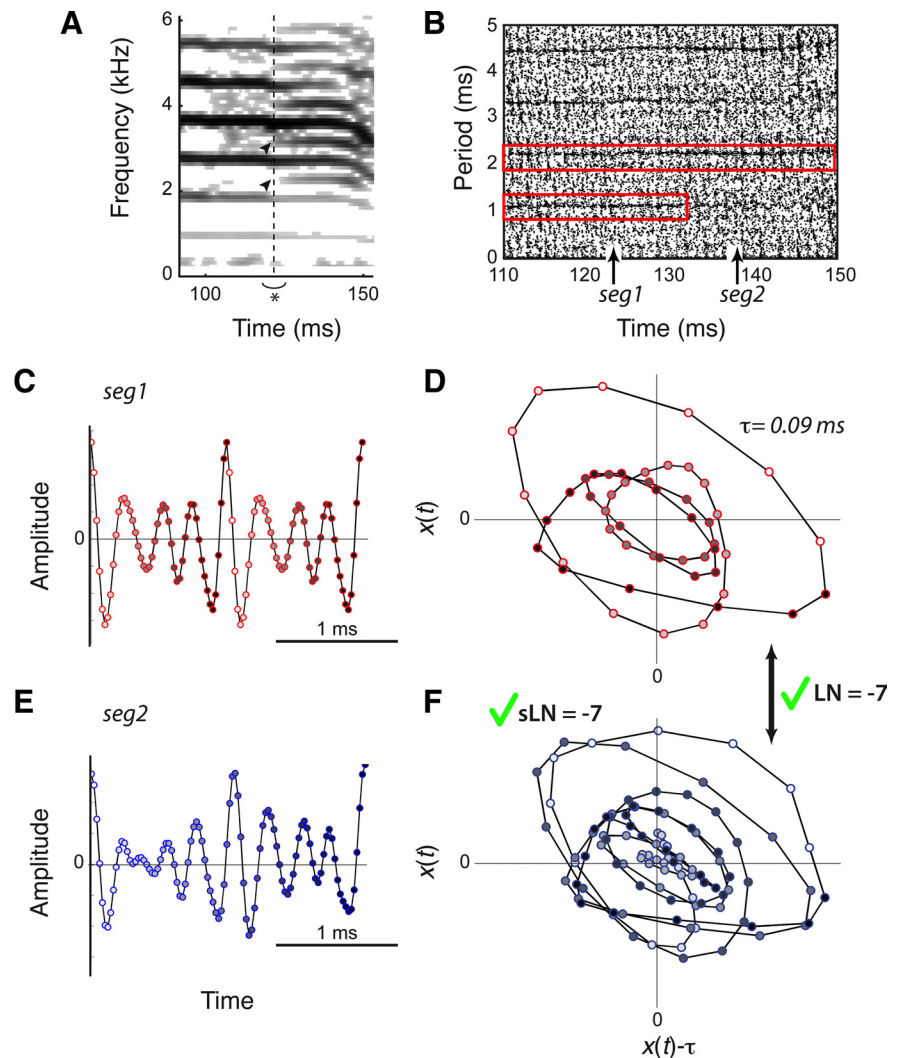 A
Frequency (kHz)
6
4
2
0
100
150
*
Time (ms)
B
Period (ms)
5
4
3
2
1
0
110
120
130
140
150
seg1
seg2
Time (ms)
C
seg1
Amplitude
0
1 ms
D
τ= 0.09 ms
x(t)
0
0
E
seg2
Amplitude
0
1 ms
Time
F
sLN = -7
LN = -7
x(t)
0
0
x(t)-τ